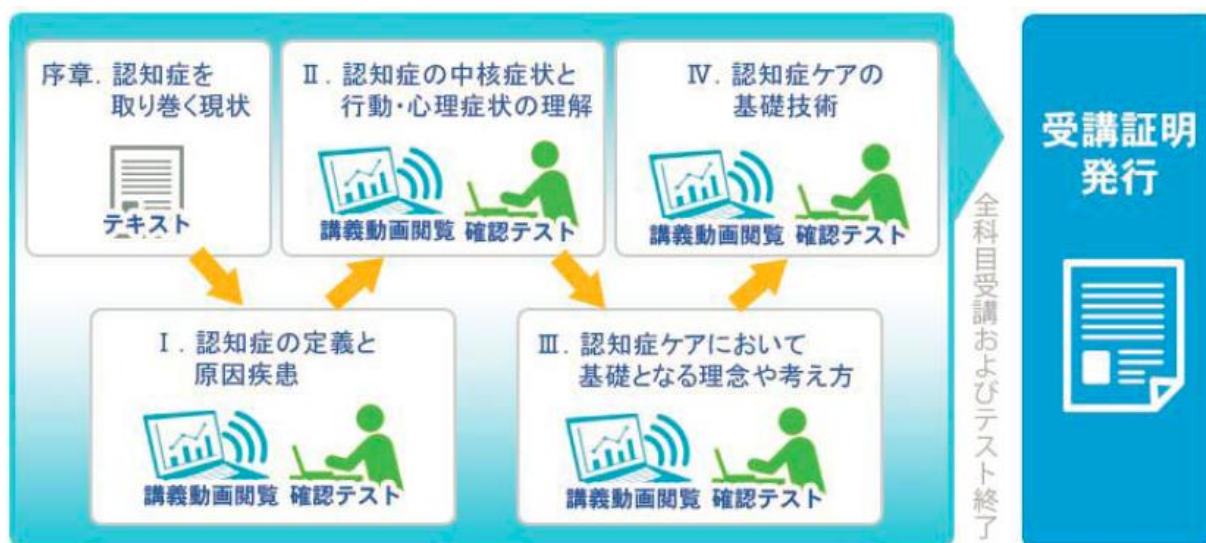 序章. 認知症を
取り巻く現状
テキスト
Ⅰ. 認知症の定義と
原因疾患
講義動画閲覧 確認テスト
Ⅱ. 認知症の中核症状と
行動・心理症状の理解
講義動画閲覧 確認テスト
Ⅲ. 認知症ケアにおいて
基礎となる理念や考え方
講義動画閲覧 確認テスト
Ⅳ. 認知症ケアの
基礎技術
講義動画閲覧 確認テスト
全科目受講およびテスト終了
受講証明
発行